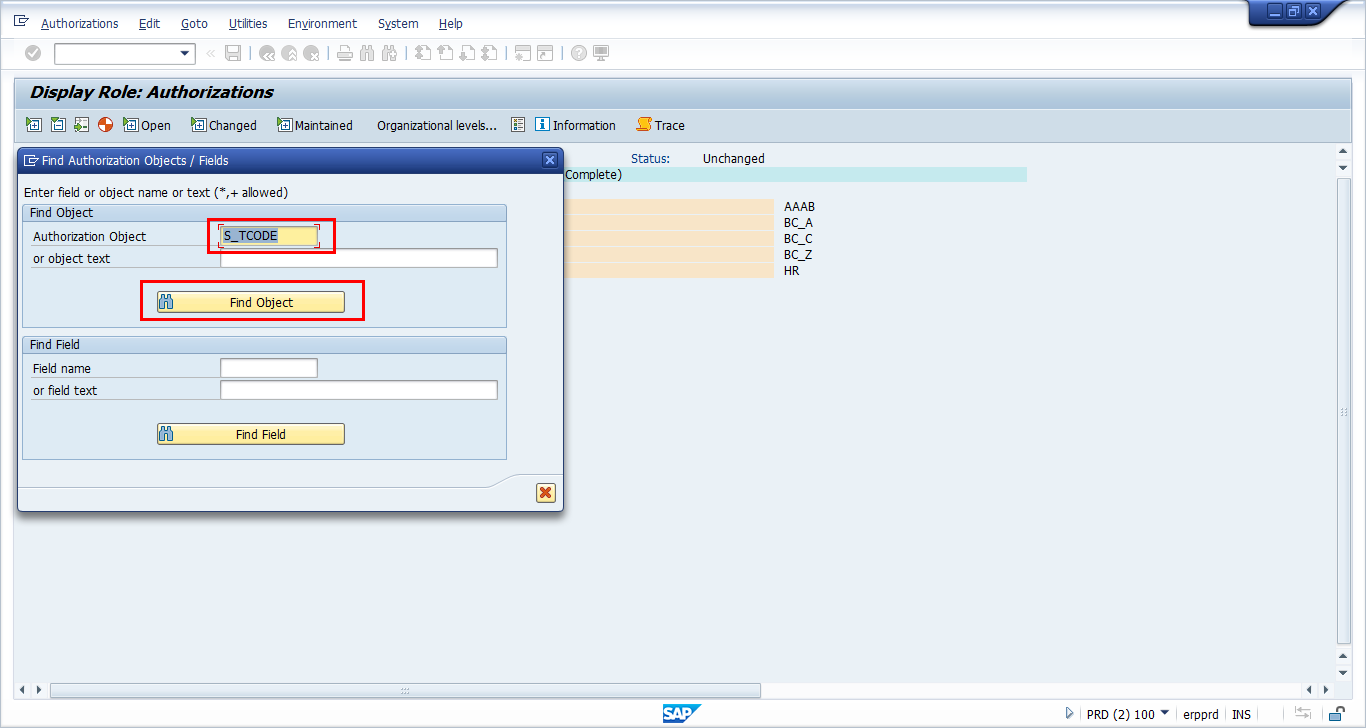 Authorizations Edit Goto Utilities Environment System Help
Display Role: Authorizations
Open Changed Maintained Organizational levels... Information Trace
Find Authorization Objects / Fields
Status: Unchanged
Complete)
Enter field or object name or text (*,+ allowed)
Find Object
AAAB
Authorization Object S_TCODE
BC_A
BC_C
or object text
BC_Z
HR
Find Object
Find Field
Field name
or field text
Find Field
SAP
PRD (2) 100 erpprd INS